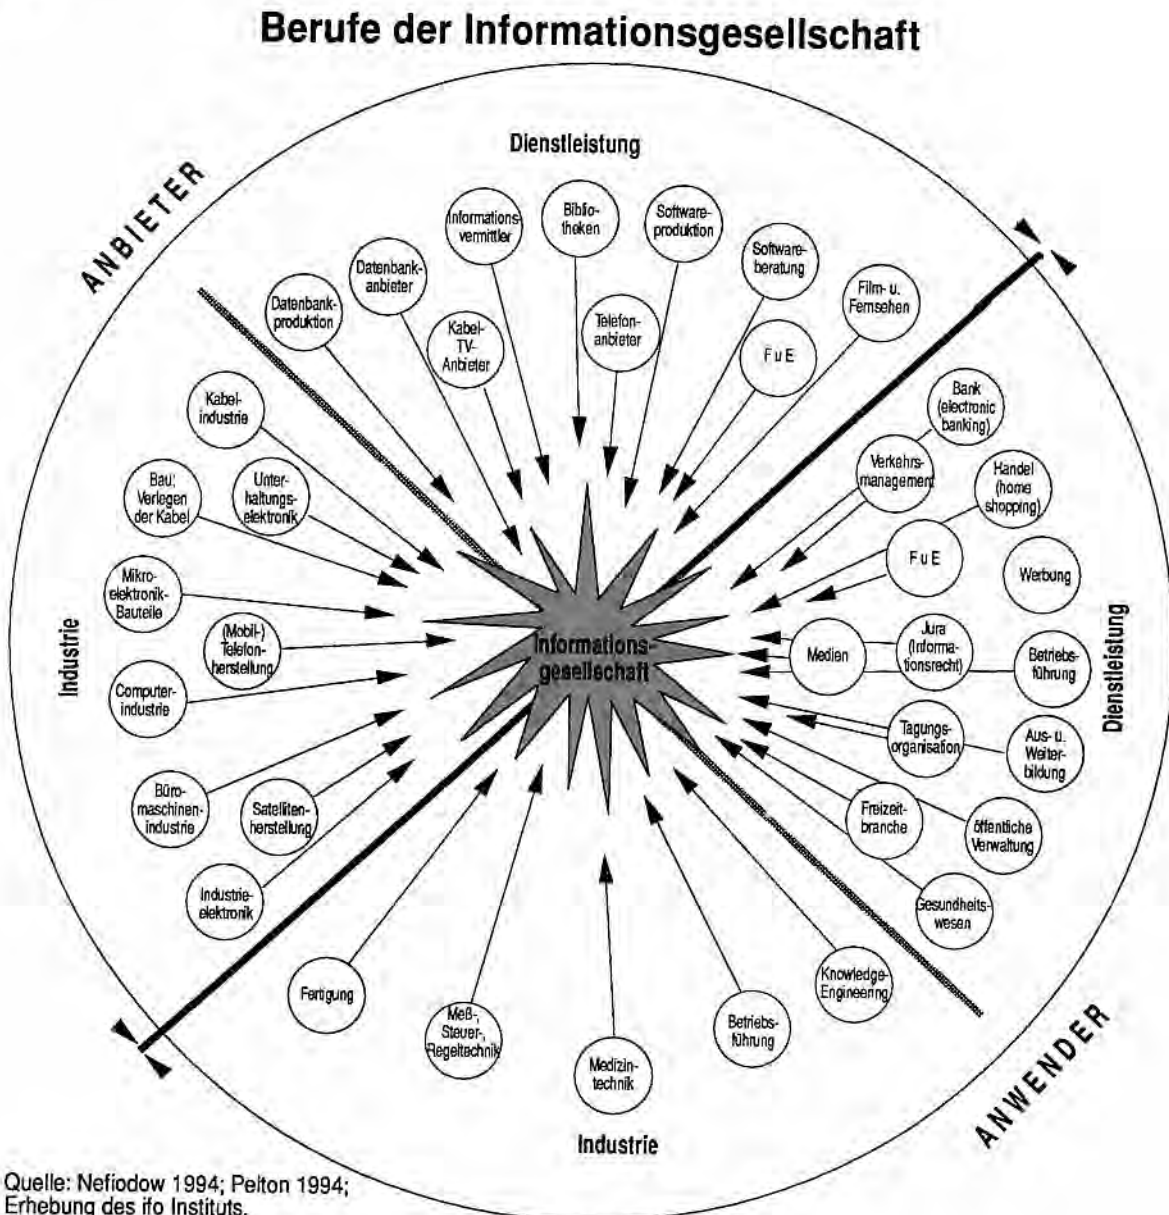 Berufe der Informationsgesellschaft
ANBIETER
Dienstleistung
Datenbank-
produktion
Datenbank-
anbieter
Informations-
vermittler
Kabel-
TV-
Anbieter
Biblio-
theken
Telefon-
anbieter
Software-
produktion
Software-
beratung
F u E
Film- u.
Fernsehen
Industrie
Kabel-
industrie
Bau;
Verlegen
der Kabel
Unter-
haltungs-
elektronik
Mikro-
elektronik-
Bauteile
(Mobil-)
Telefon-
herstellung
Computer-
industrie
Büro-
maschinen-
industrie
Satelliten-
herstellung
Industrie-
elektronik
Informations-
gesellschaft
Dienstleistung
Bank
(electronic
banking)
Verkehrs-
management
Handel
(home
shopping)
F u E
Werbung
Medien
Jura
(Informa-
tionsrecht)
Betriebs-
führung
Tagungs-
organisation
Aus- u.
Weiter-
bildung
Freizeit-
branche
öffentliche
Verwaltung
Gesundheits-
wesen
ANWENDER
Fertigung
Meß-,
Steuer-,
Regeltechnik
Medizin-
technik
Betriebs-
führung
Knowledge-
Engineering
Industrie
Quelle: Nefiodow 1994; Pelton 1994;
Erhebung des ifo Instituts.